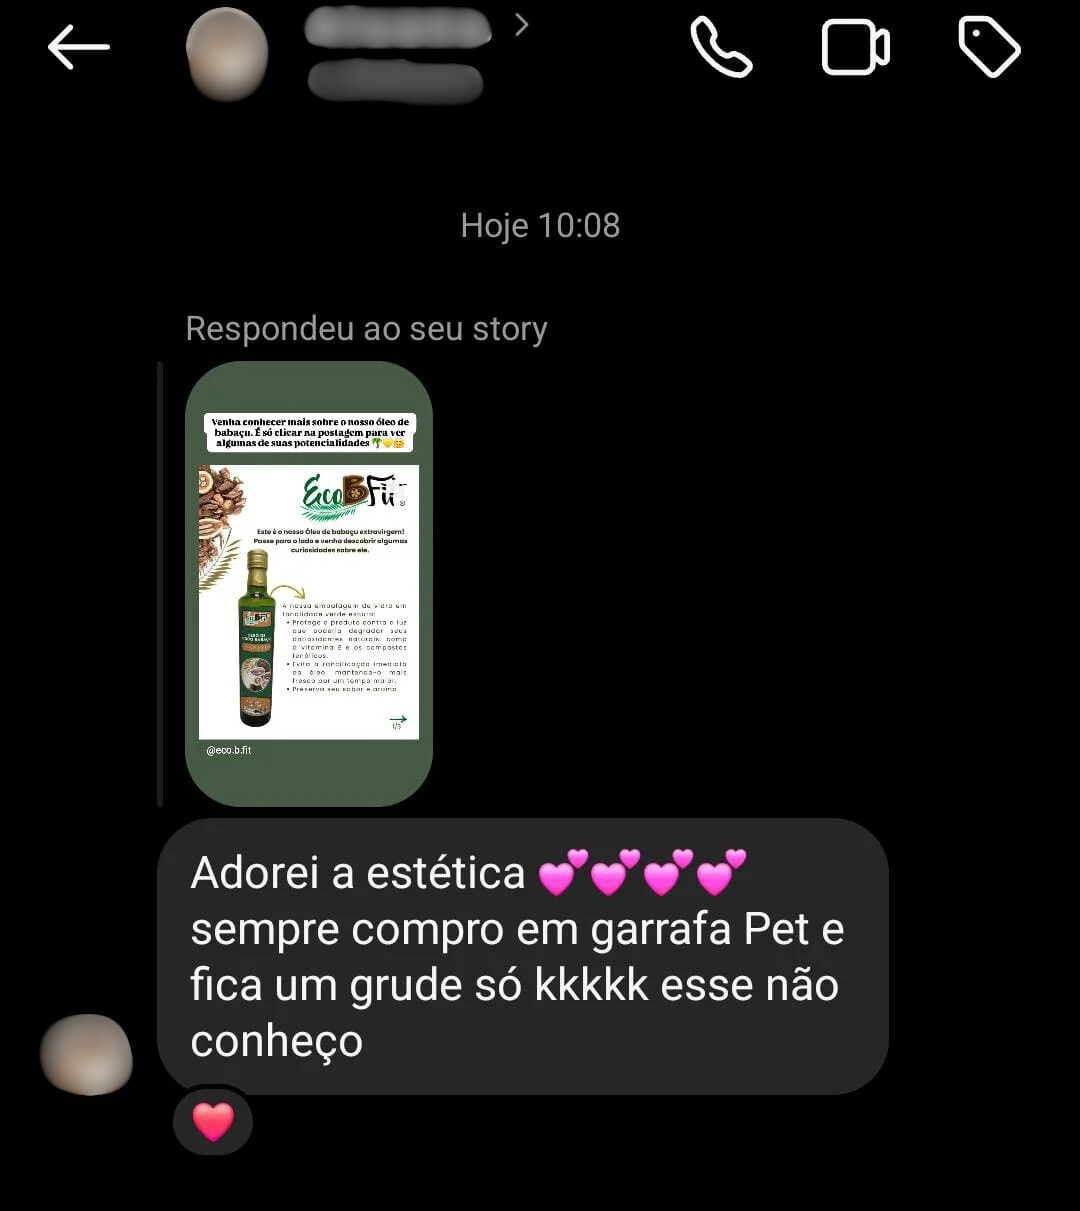 Hoje 10:08
Respondeu ao seu story
Venha conhecer mais sobre o nosso óleo de
babaçu. É só clicar na postagem para ver
algumas de suas potencialidades 🌴💛🤗
EcoBFit
Este é o nosso Óleo de babaçu extravirgem!
Passe para o lado e venha descobrir algumas
curiosidades sobre ele.
A nossa embalagem de vidro em
tonalidade verde escuro:
• Protege o produto contra a luz
que poderia degradar seus
antioxidantes naturais, como
a vitamina E e os compostos
fenólicos.
• Evita a rancificação imediata
do óleo, mantendo-o mais
fresco por um tempo maior.
• Preserva seu sabor e aroma.
1/3
@eco.b.fit
Adorei a estética 💕💕💕💕
sempre compro em garrafa Pet e
fica um grude só kkkkk esse não
conheço